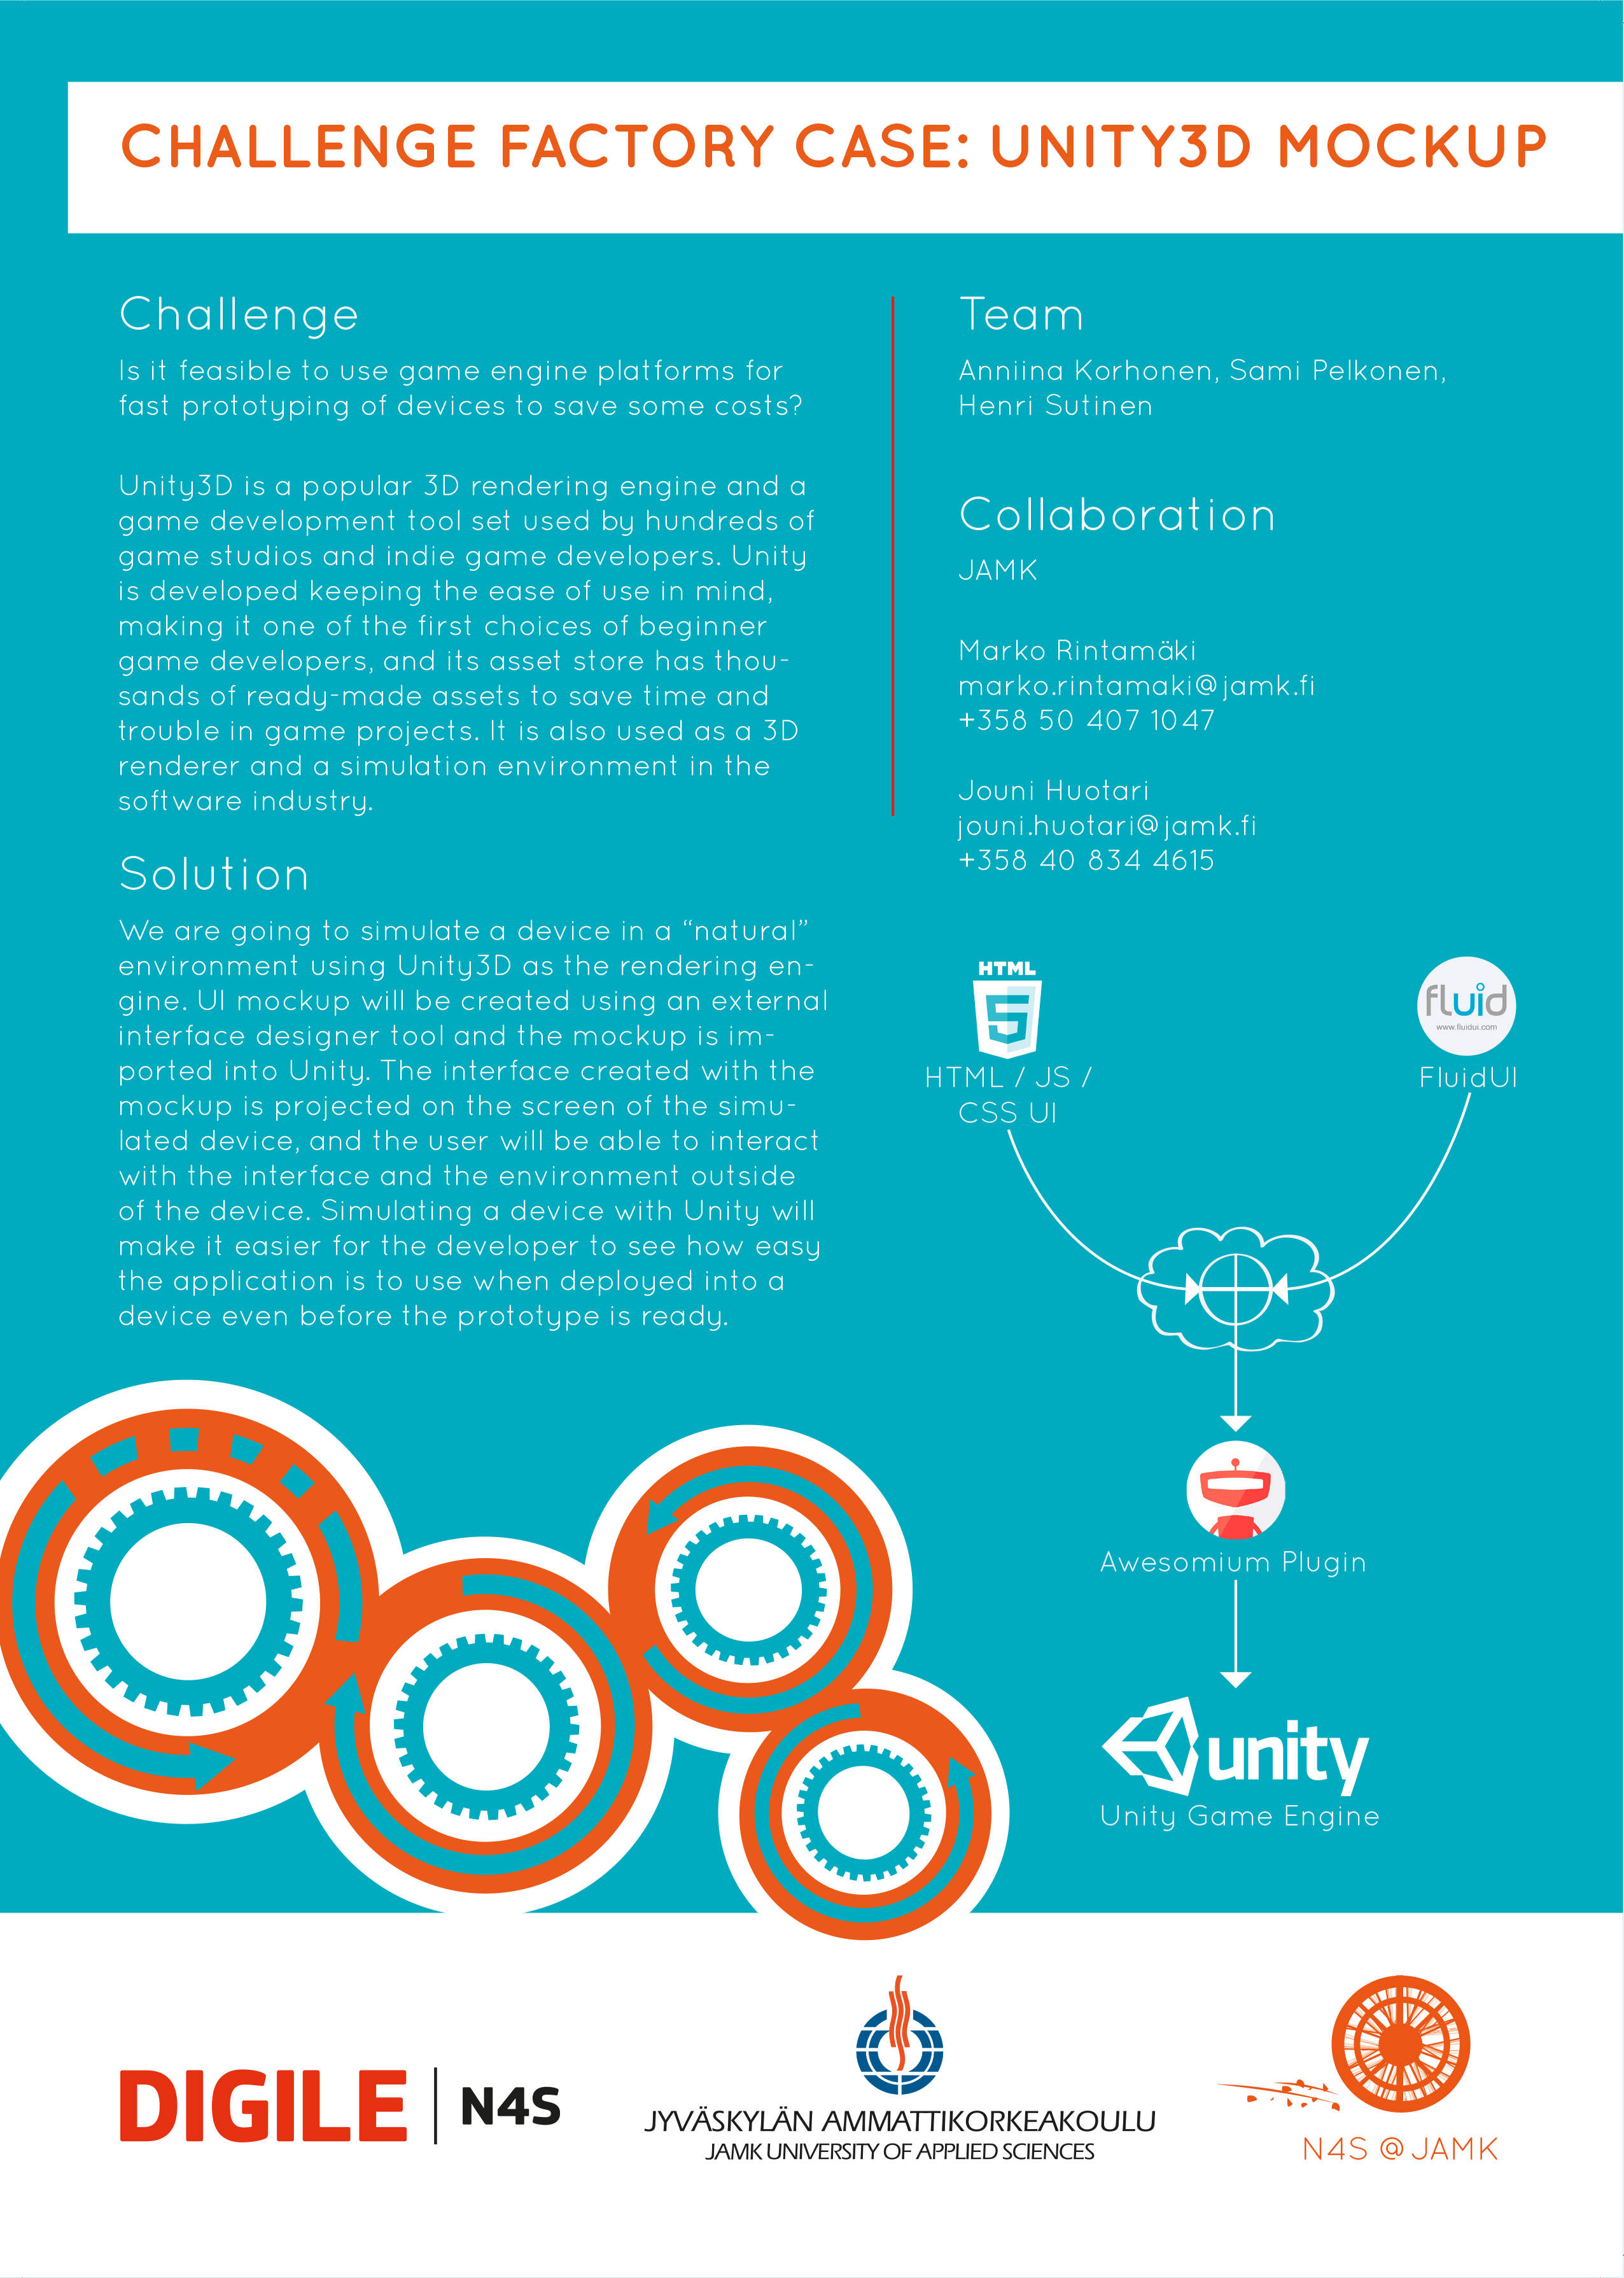 CHALLENGE FACTORY CASE: UNITY3D MOCKUP
Challenge
Is it feasible to use game engine platforms for
fast prototyping of devices to save some costs?
Unity3D is a popular 3D rendering engine and a
game development tool set used by hundreds of
game studios and indie game developers. Unity
is developed keeping the ease of use in mind,
making it one of the first choices of beginner
game developers, and its asset store has thou-
sands of ready-made assets to save time and
trouble in game projects. It is also used as a 3D
renderer and a simulation environment in the
software industry.
Solution
We are going to simulate a device in a “natural”
environment using Unity3D as the rendering en-
gine. UI mockup will be created using an external
interface designer tool and the mockup is im-
ported into Unity. The interface created with the
mockup is projected on the screen of the simu-
lated device, and the user will be able to interact
with the interface and the environment outside
of the device. Simulating a device with Unity will
make it easier for the developer to see how easy
the application is to use when deployed into a
device even before the prototype is ready.
Team
Anniina Korhonen, Sami Pelkonen,
Henri Sutinen
Collaboration
JAMK
Marko Rintamäki
marko.rintamaki@jamk.fi
+358 50 407 1047
Jouni Huotari
jouni.huotari@jamk.fi
+358 40 834 4615
HTML
5
HTML / JS /
CSS UI
fluid
www.fluidui.com
FluidUI
Awesomium Plugin
unity
Unity Game Engine
DIGILE | N4S
JYVÄSKYLÄN AMMATTIKORKEAKOULU
JAMK UNIVERSITY OF APPLIED SCIENCES
N4S @ JAMK